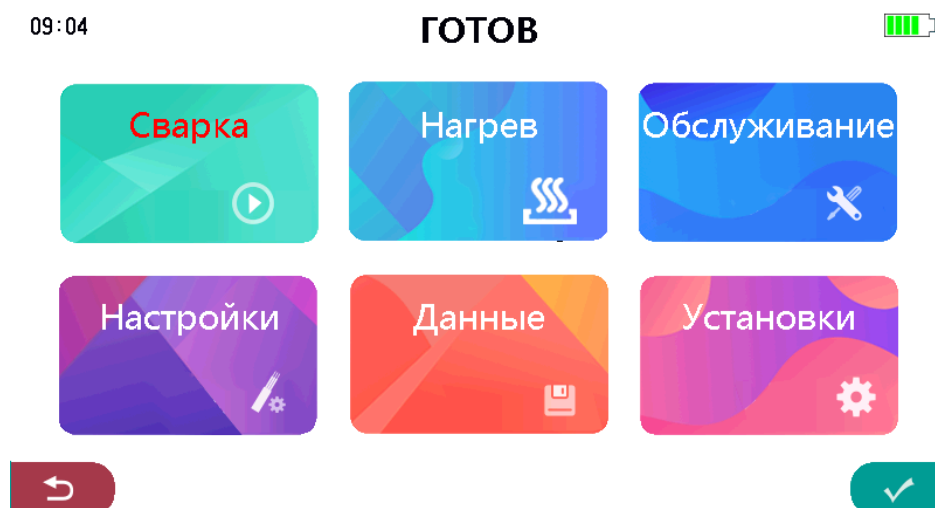 09:04
ГОТОВ
Сварка
Нагрев
Обслуживание
Настройки
Данные
Установки